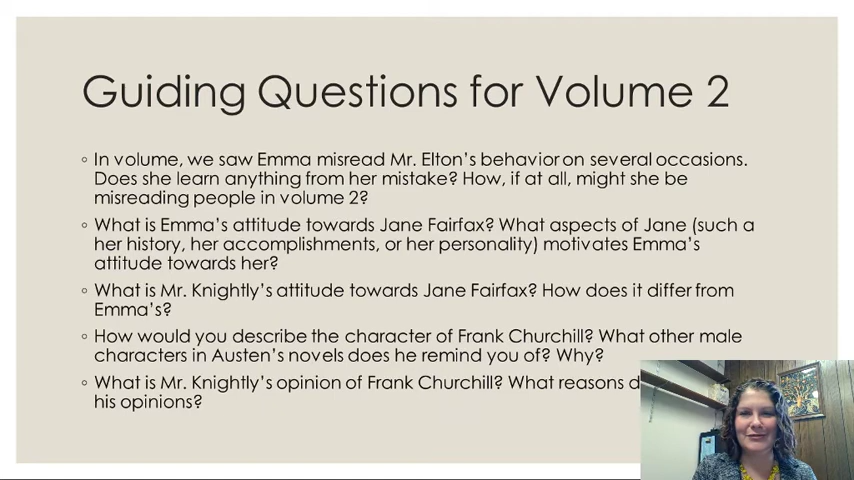 Guiding Questions for Volume 2
◦ In volume, we saw Emma misread Mr. Elton's behavior on several occasions.
Does she learn anything from her mistake? How, if at all, might she be
misreading people in volume 2?
◦ What is Emma's attitude towards Jane Fairfax? What aspects of Jane (such a
her history, her accomplishments, or her personality) motivates Emma's
attitude towards her?
◦ What is Mr. Knightly's attitude towards Jane Fairfax? How does it differ from
Emma's?
◦ How would you describe the character of Frank Churchill? What other male
characters in Austen's novels does he remind you of? Why?
◦ What is Mr. Knightly's opinion of Frank Churchill? What reasons
his opinions?